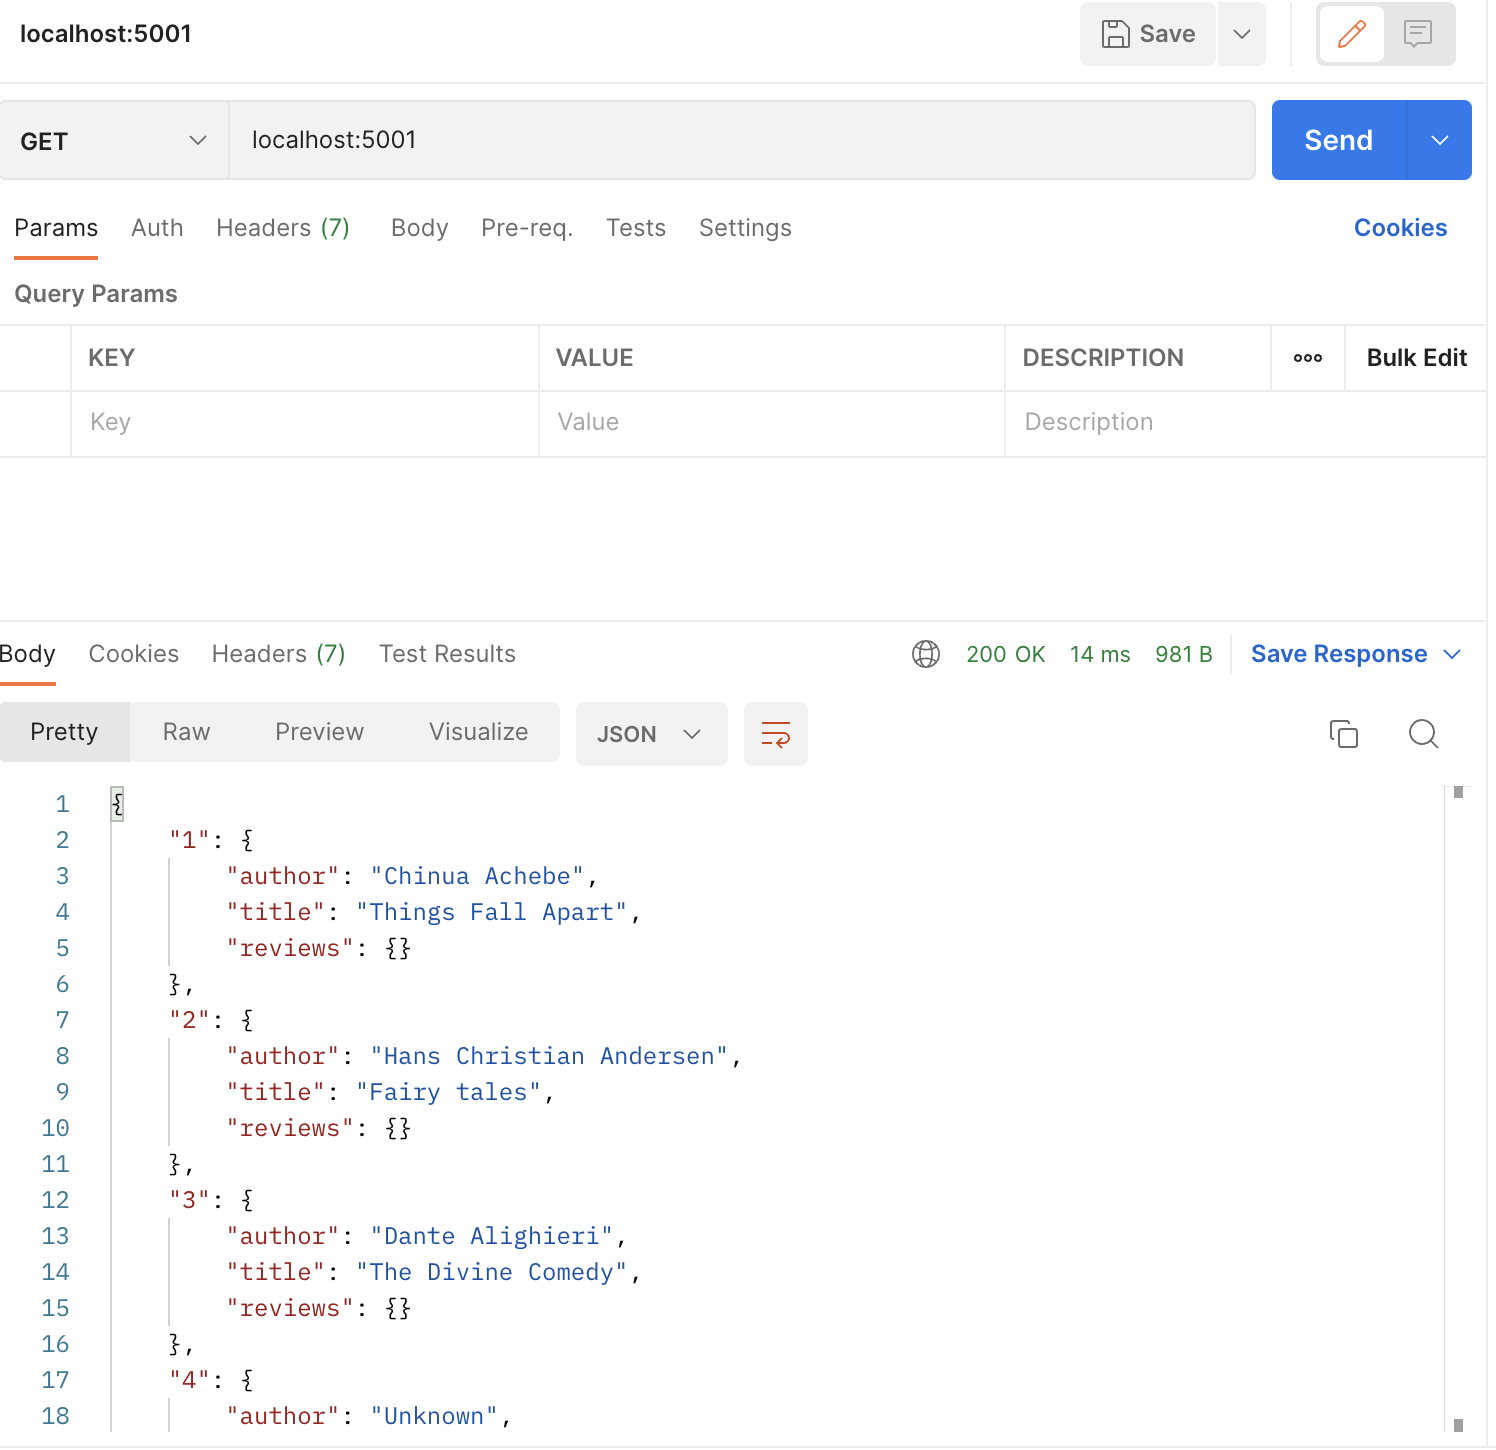 localhost:5001
Save
GET
localhost:5001
Send
Params Auth Headers (7) Body Pre-req. Tests Settings Cookies
Query Params
KEY VALUE DESCRIPTION Bulk Edit
Key Value Description
Body Cookies Headers (7) Test Results 200 OK 14 ms 981 B Save Response
Pretty Raw Preview Visualize JSON
1 {
2 "1": {
3 "author": "Chinua Achebe",
4 "title": "Things Fall Apart",
5 "reviews": {}
6 },
7 "2": {
8 "author": "Hans Christian Andersen",
9 "title": "Fairy tales",
10 "reviews": {}
11 },
12 "3": {
13 "author": "Dante Alighieri",
14 "title": "The Divine Comedy",
15 "reviews": {}
16 },
17 "4": {
18 "author": "Unknown",